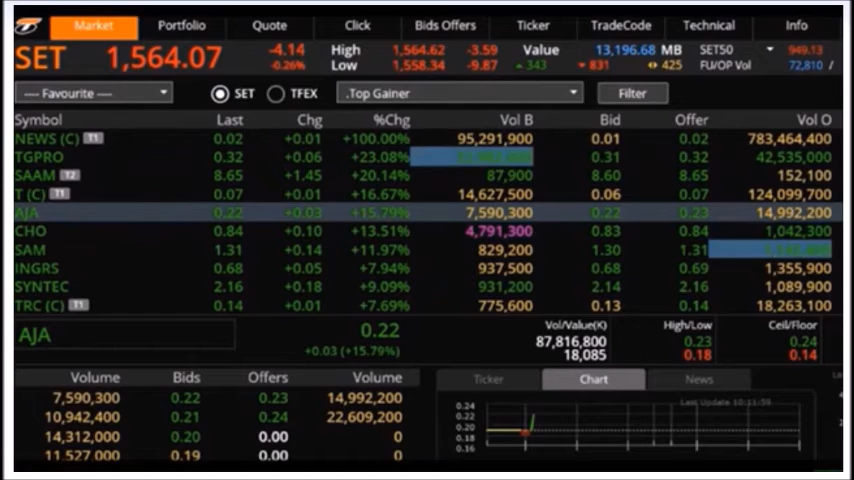 Market Portfolio Quote Click Bids Offers Ticker TradeCode Technical Info
SET 1,564.07 -4.14 High 1,564.62 -3.59 Value 13,196.68 MB SET50 949.13
-0.26% Low 1,558.34 -9.87 343 831 425 FU/OP Vol 72,810 /
---- Favourite ---- SET TFEX .Top Gainer Filter
Symbol Last Chg %Chg Vol B Bid Offer Vol O
NEWS (C) T1 0.02 +0.01 +100.00% 95,291,900 0.01 0.02 783,464,400
TGPRO 0.32 +0.06 +23.08% 0.31 0.32 42,535,000
SAAM T2 8.65 +1.45 +20.14% 87,900 8.60 8.65 152,100
T (C) T1 0.07 +0.01 +16.67% 14,627,500 0.06 0.07 124,099,700
AJA 0.22 +0.03 +15.79% 7,590,300 0.22 0.23 14,992,200
CHO 0.84 +0.10 +13.51% 4,791,300 0.83 0.84 1,042,300
SAM 1.31 +0.14 +11.97% 829,200 1.30 1.31
INGRS 0.68 +0.05 +7.94% 937,500 0.68 0.69 1,355,900
SYNTEC 2.16 +0.18 +9.09% 931,200 2.14 2.16 1,089,900
TRC (C) T1 0.14 +0.01 +7.69% 775,600 0.13 0.14 18,263,100
AJA 0.22 Vol/Value(K) High/Low Ceil/Floor
+0.03 (+15.79%) 87,816,800 0.23 0.24
18,085 0.18 0.14
Volume Bids Offers Volume Ticker Chart News
7,590,300 0.22 0.23 14,992,200
10,942,400 0.21 0.24 22,609,200
14,312,000 0.20 0.00 0
11,527,000 0.19 0.00 0
Last Update 10:11:59
0.24
0.22
0.20
0.18
0.16